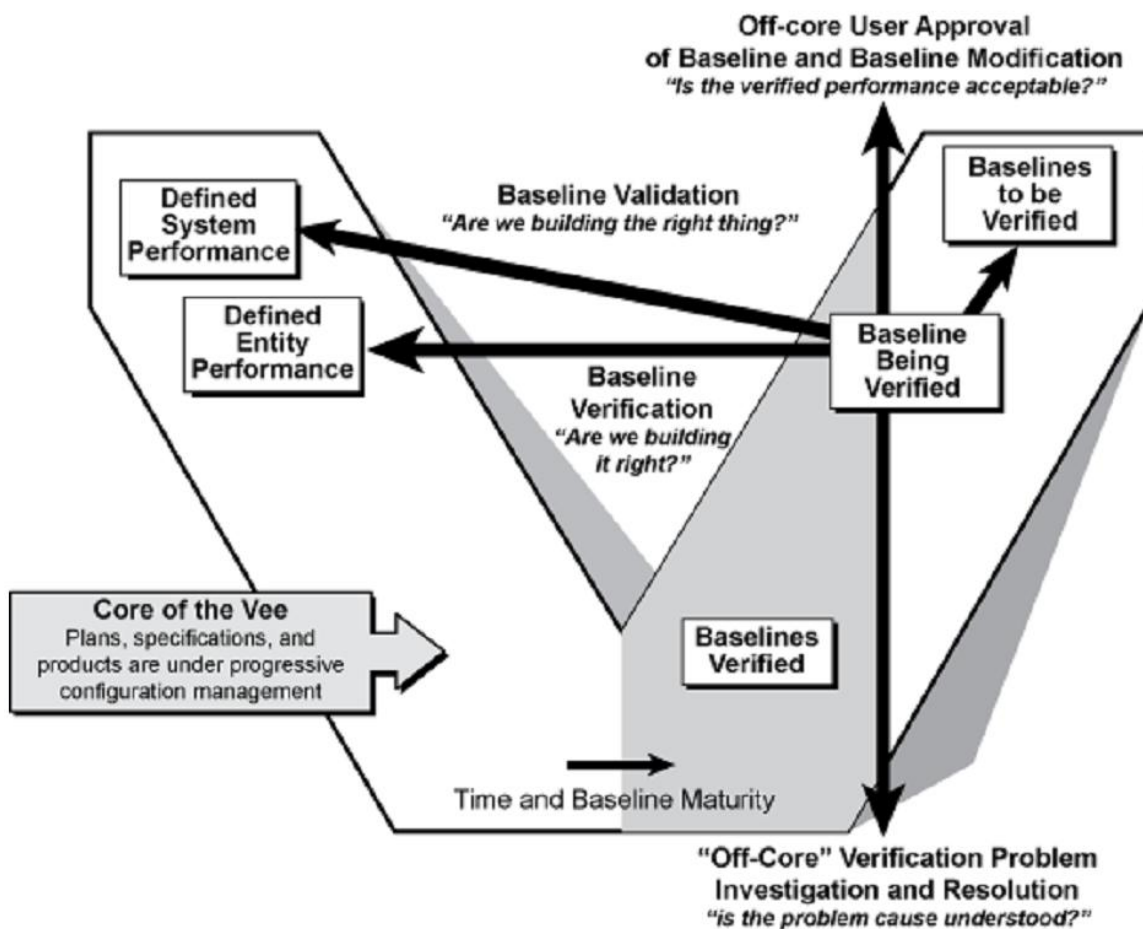 Off-core User Approval
of Baseline and Baseline Modification
“Is the verified performance acceptable?”
Defined
System
Performance
Baseline Validation
“Are we building the right thing?”
Baselines
to be
Verified
Defined
Entity
Performance
Baseline
Being
Verified
Baseline
Verification
“Are we building
it right?”
Core of the Vee
Plans, specifications, and
products are under progressive
configuration management
Baselines
Verified
Time and Baseline Maturity
“Off-Core” Verification Problem
Investigation and Resolution
“is the problem cause understood?”